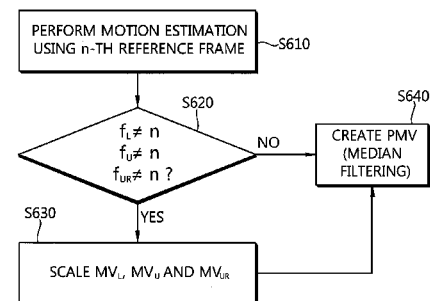 PERFORM MOTION ESTIMATION
USING n-TH REFERENCE FRAME
S610
S620
fL≠ n
fU≠ n
fUR≠ n ?
NO
S640
CREATE PMV
(MEDIAN
FILTERING)
YES
S630
SCALE MVL, MVU AND MVUR